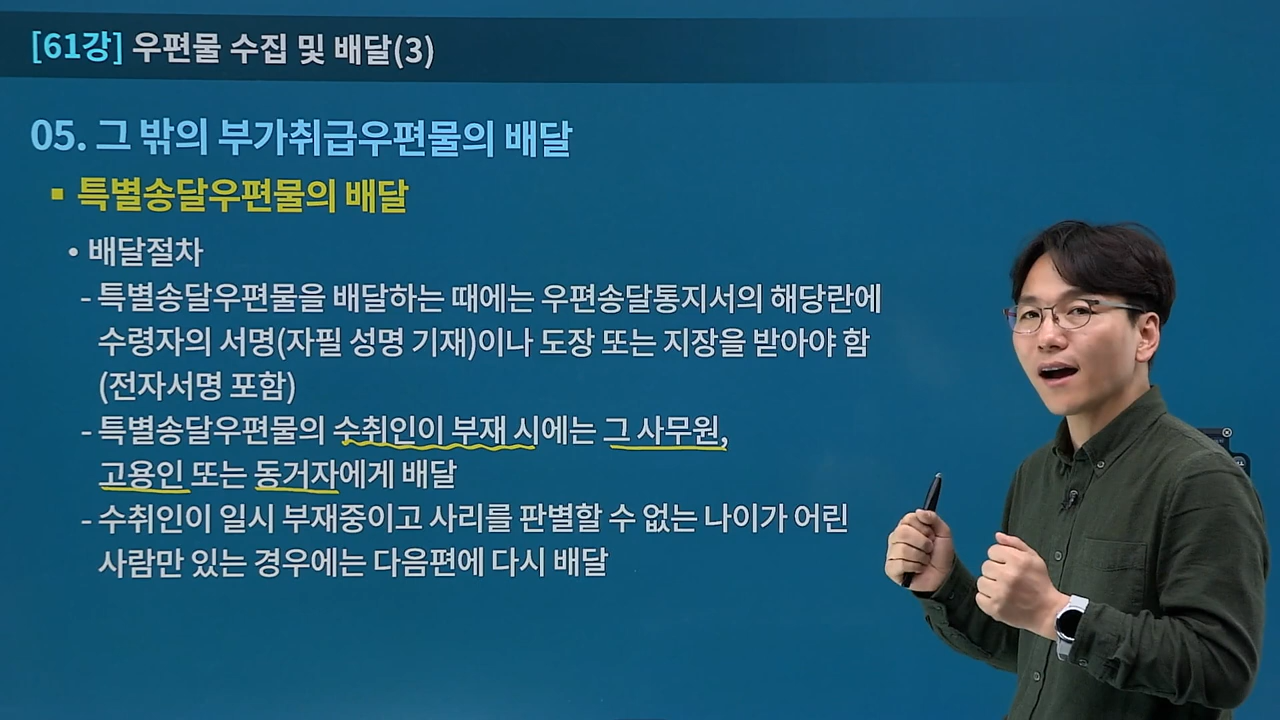 [61강] 우편물 수집 및 배달(3)
05. 그 밖의 부가취급우편물의 배달
▪ 특별송달우편물의 배달
• 배달절차
- 특별송달우편물을 배달하는 때에는 우편송달통지서의 해당란에
수령자의 서명(자필 성명 기재)이나 도장 또는 지장을 받아야 함
(전자서명 포함)
- 특별송달우편물의 수취인이 부재 시에는 그 사무원,
고용인 또는 동거자에게 배달
- 수취인이 일시 부재중이고 사리를 판별할 수 없는 나이가 어린
사람만 있는 경우에는 다음편에 다시 배달